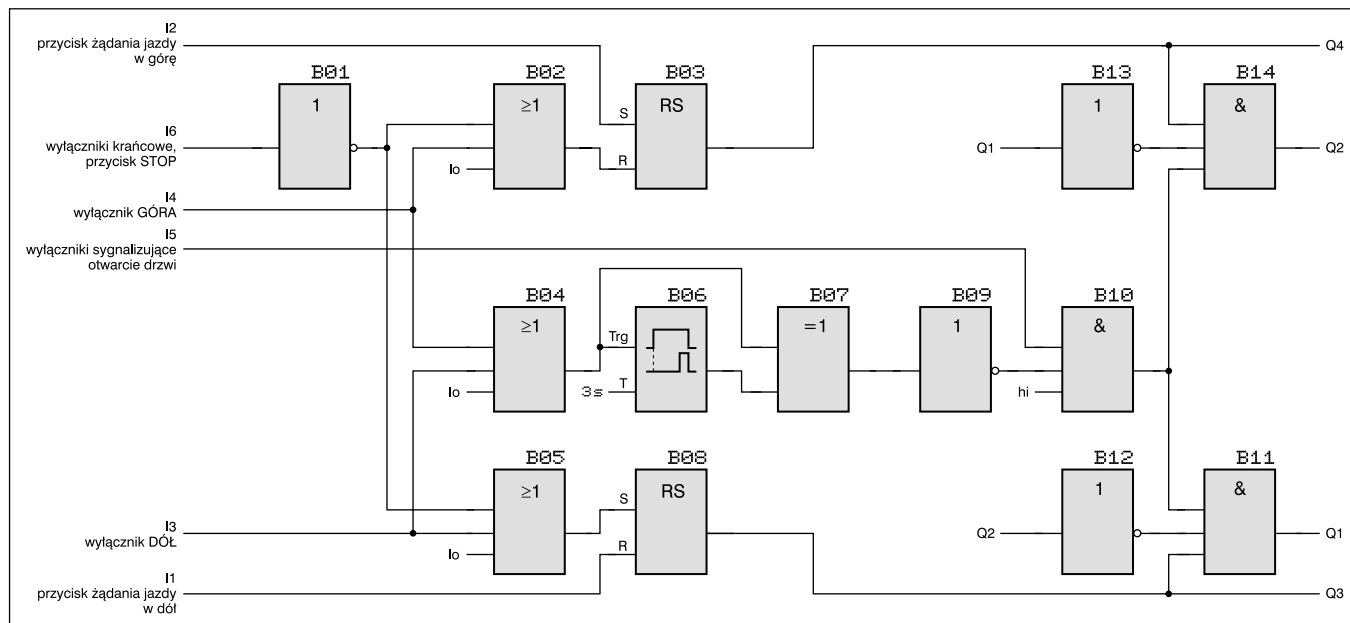 I2
przycisk żądania jazdy
w górę
B01
1
B02
≥1
B03
RS
S
R
Q4
B13
1
B14
&
I6
wyłączniki krańcowe,
przycisk STOP
Io
Q1
Q2
I4
wyłącznik GÓRA
I5
wyłączniki sygnalizujące
otwarcie drzwi
B04
≥1
Io
B06
Trg
T
3s
B07
=1
B09
1
B10
&
hi
B05
≥1
Io
B08
RS
S
R
B12
1
B11
&
I3
wyłącznik DÓŁ
Q2
Q1
I1
przycisk żądania jazdy
w dół
Q3